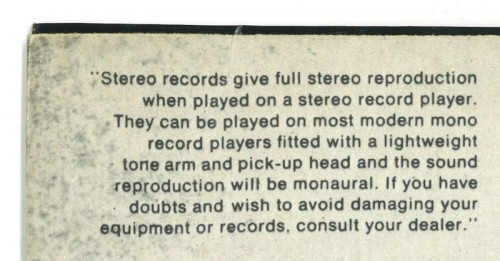 "Stereo records give full stereo reproduction
when played on a stereo record player.
They can be played on most modern mono
record players fitted with a lightweight
tone arm and pick-up head and the sound
reproduction will be monaural. If you have
doubts and wish to avoid damaging your
equipment or records, consult your dealer."